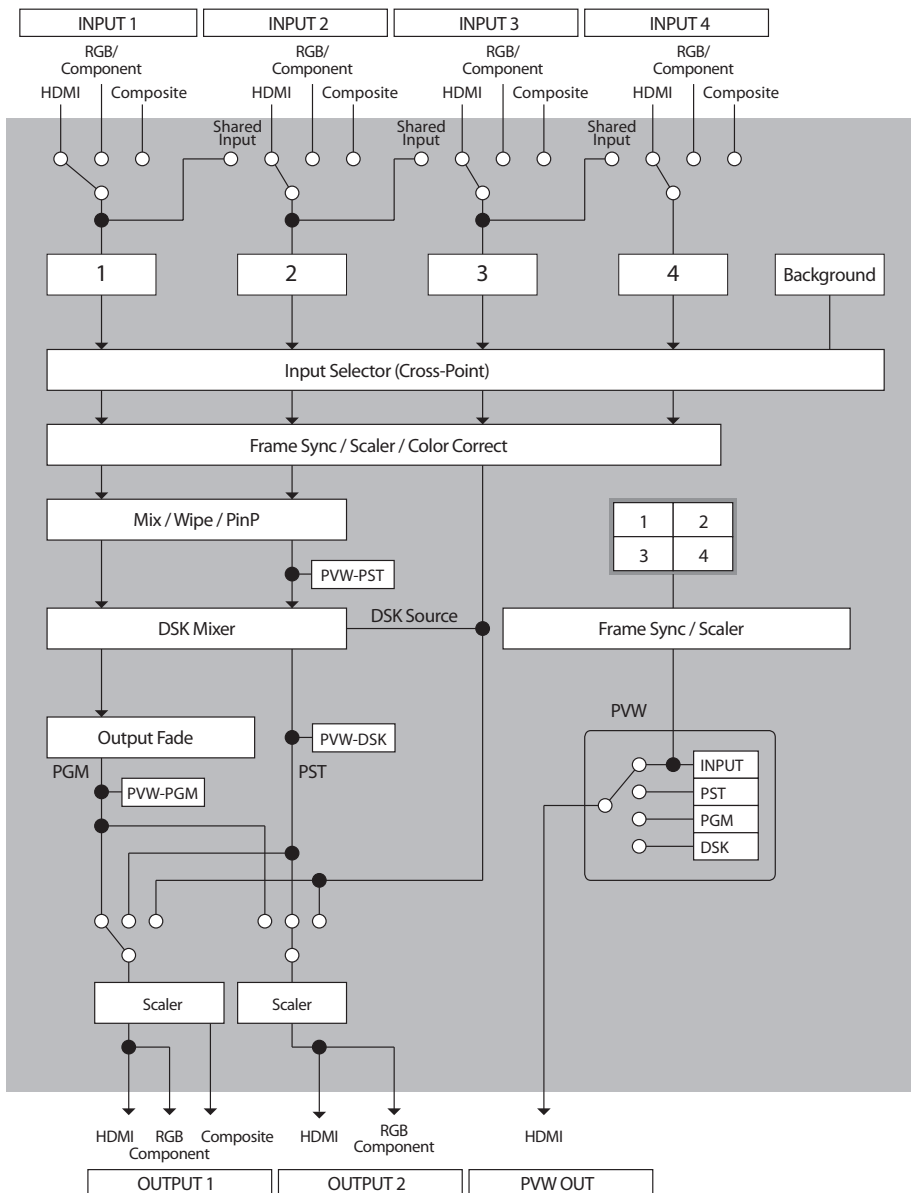 INPUT 1 INPUT 2 INPUT 3 INPUT 4
RGB/ RGB/ RGB/ RGB/
Component Component Component Component
HDMI Composite HDMI Composite HDMI Composite HDMI Composite
Shared Shared Shared
Input Input Input
1 2 3 4 Background
Input Selector (Cross-Point)
Frame Sync / Scaler / Color Correct
Mix / Wipe / PinP
1 2
3 4
PVW-PST
DSK Mixer
DSK Source
Frame Sync / Scaler
PVW
Output Fade
PVW-DSK
PGM
PST
PVW-PGM
INPUT
PST
PGM
DSK
Scaler Scaler
HDMI RGB Component Composite HDMI RGB Component HDMI
OUTPUT 1 OUTPUT 2 PVW OUT